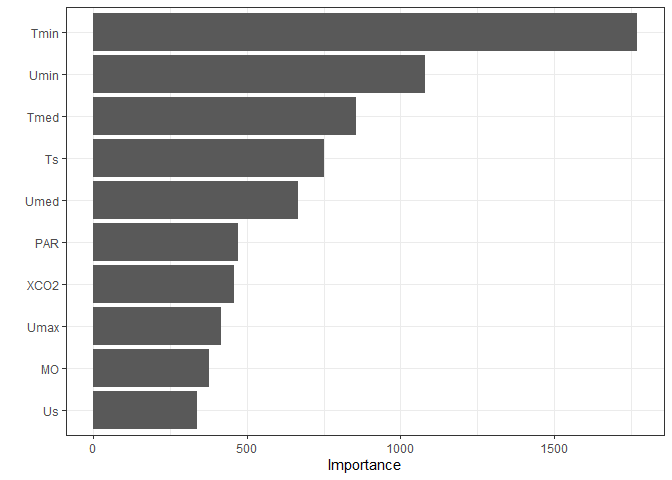 Tmin
Umin
Tmed
Ts
Umed
PAR
XCO2
Umax
MO
Us
0 500 1000 1500
Importance